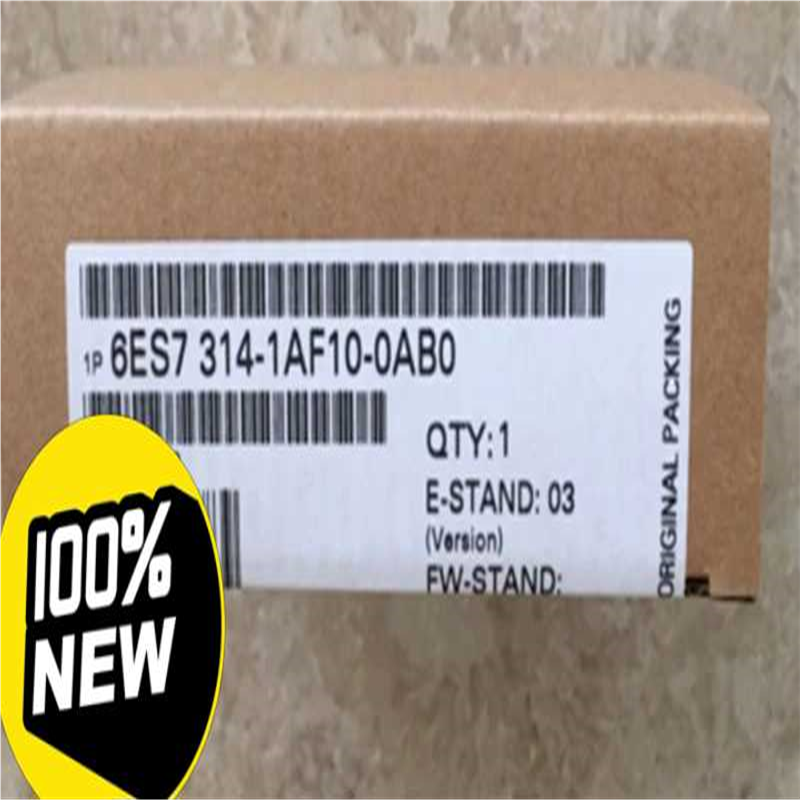 1P 6ES7 314-1AF10-0AB0
QTY: 1
E-STAND: 03
(Version)
FW-STAND:
ORIGINAL PACKING
100%
NEW